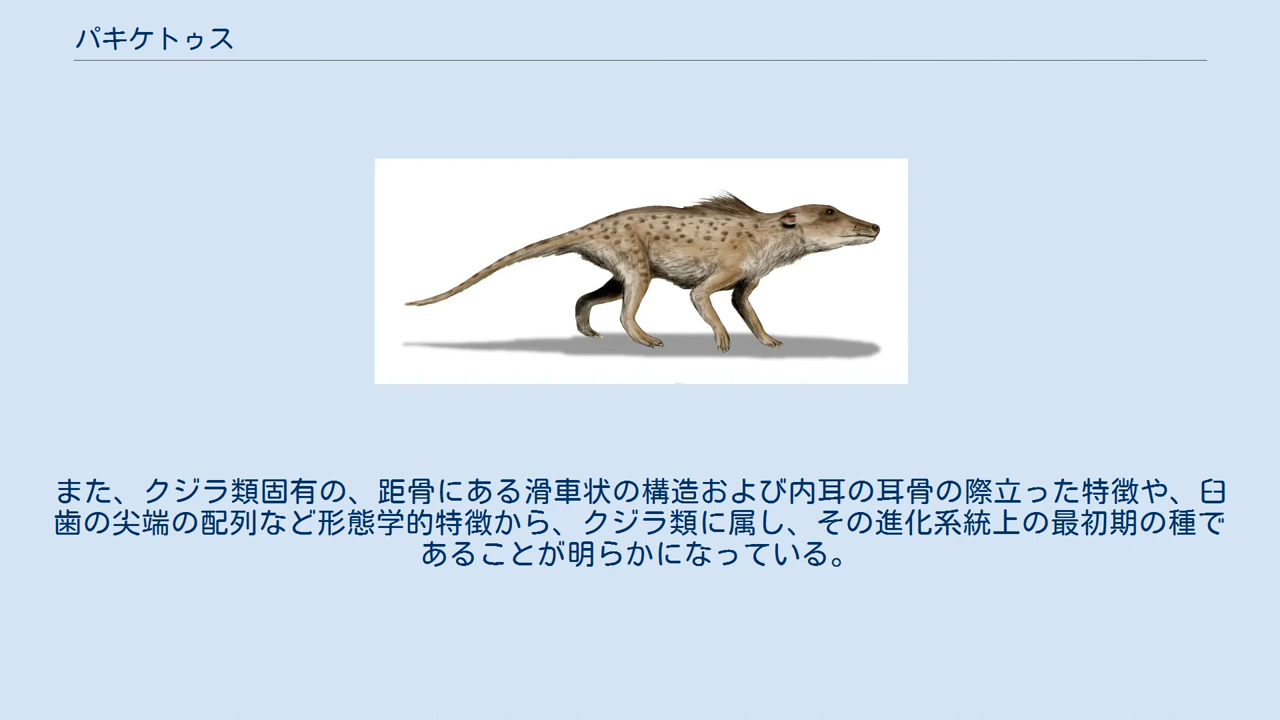 パキケトゥス
また、クジラ類固有の、距骨にある滑車状の構造および内耳の耳骨の際立った特徴や、臼
歯の尖端の配列など形態学的特徴から、クジラ類に属し、その進化系統上の最初期の種で
あることが明らかになっている。